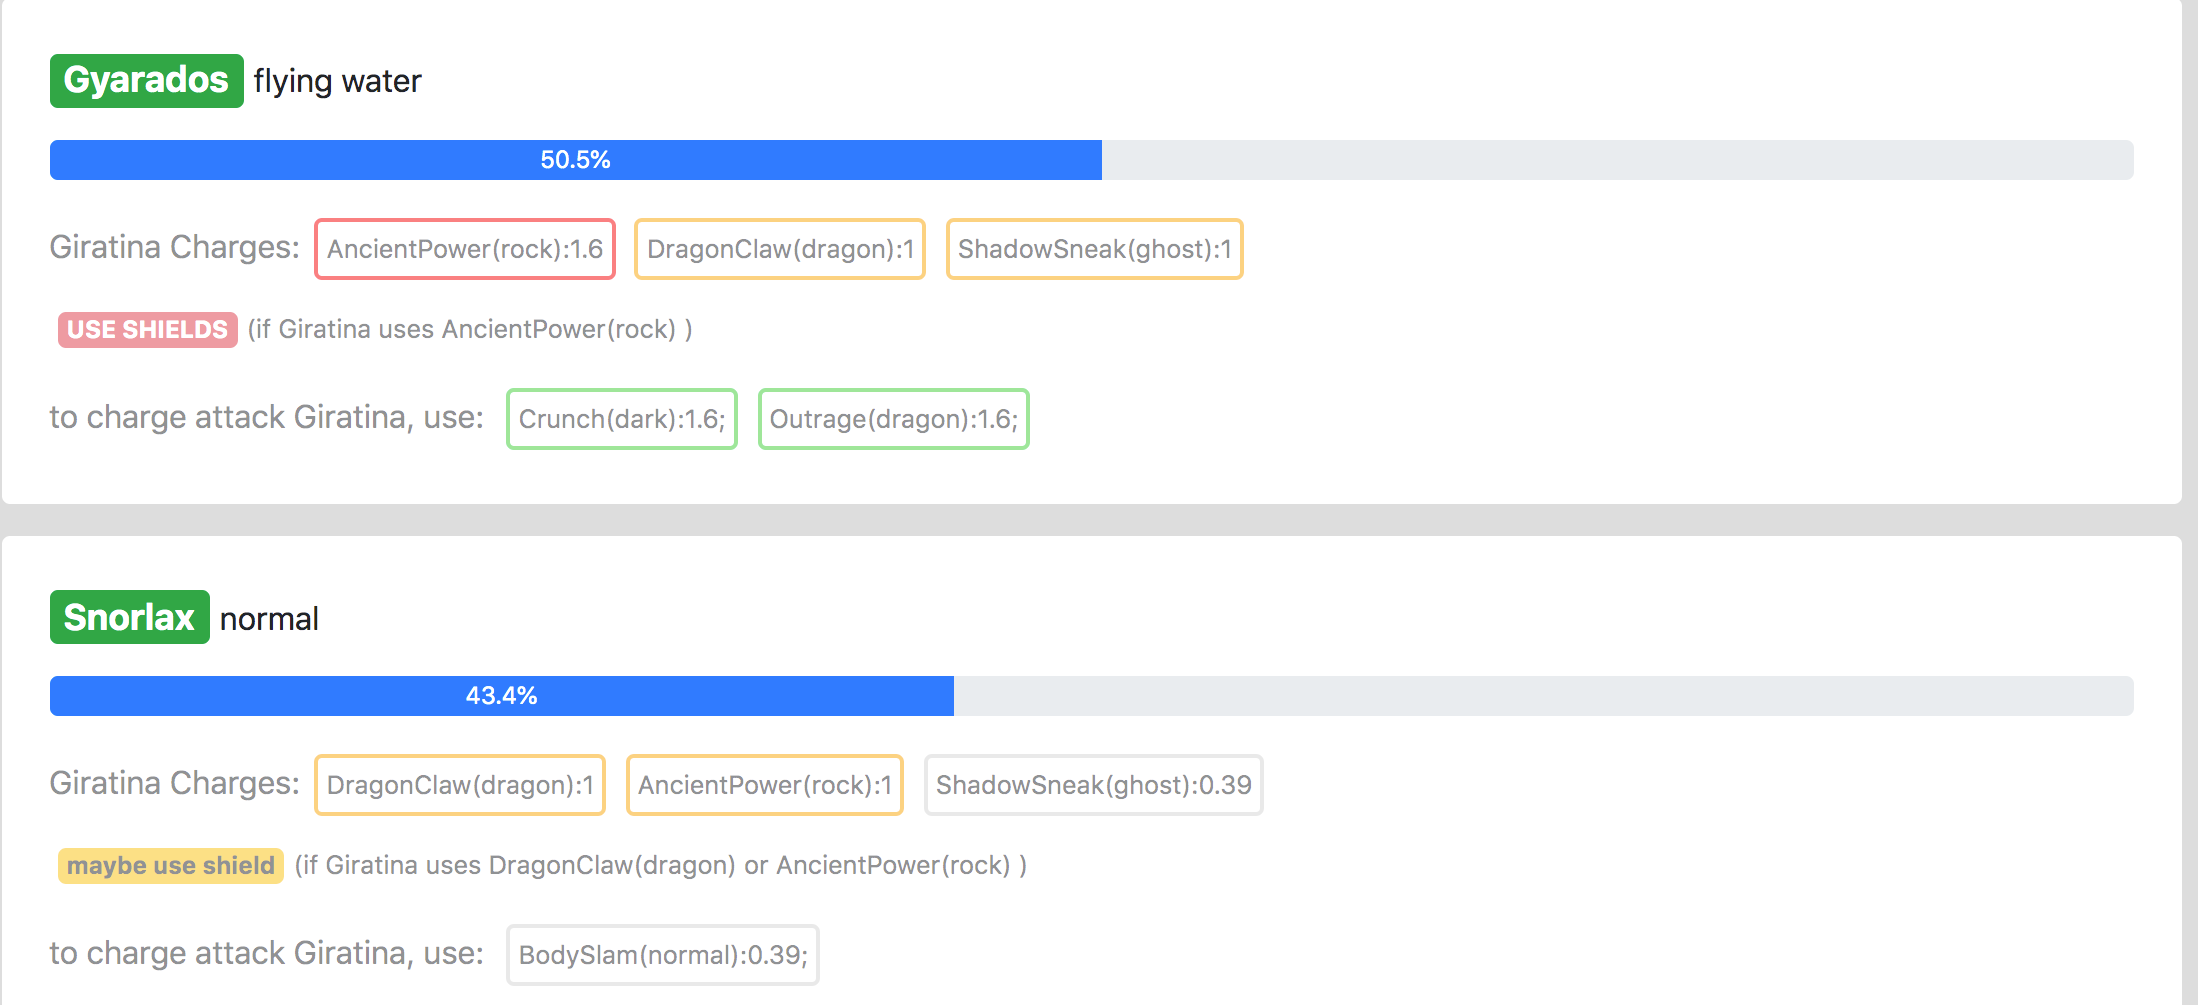 Gyarados flying water
50.5%
Giratina Charges: AncientPower(rock):1.6 DragonClaw(dragon):1 ShadowSneak(ghost):1
USE SHIELDS (if Giratina uses AncientPower(rock) )
to charge attack Giratina, use: Crunch(dark):1.6; Outrage(dragon):1.6;
Snorlax normal
43.4%
Giratina Charges: DragonClaw(dragon):1 AncientPower(rock):1 ShadowSneak(ghost):0.39
maybe use shield (if Giratina uses DragonClaw(dragon) or AncientPower(rock) )
to charge attack Giratina, use: BodySlam(normal):0.39;